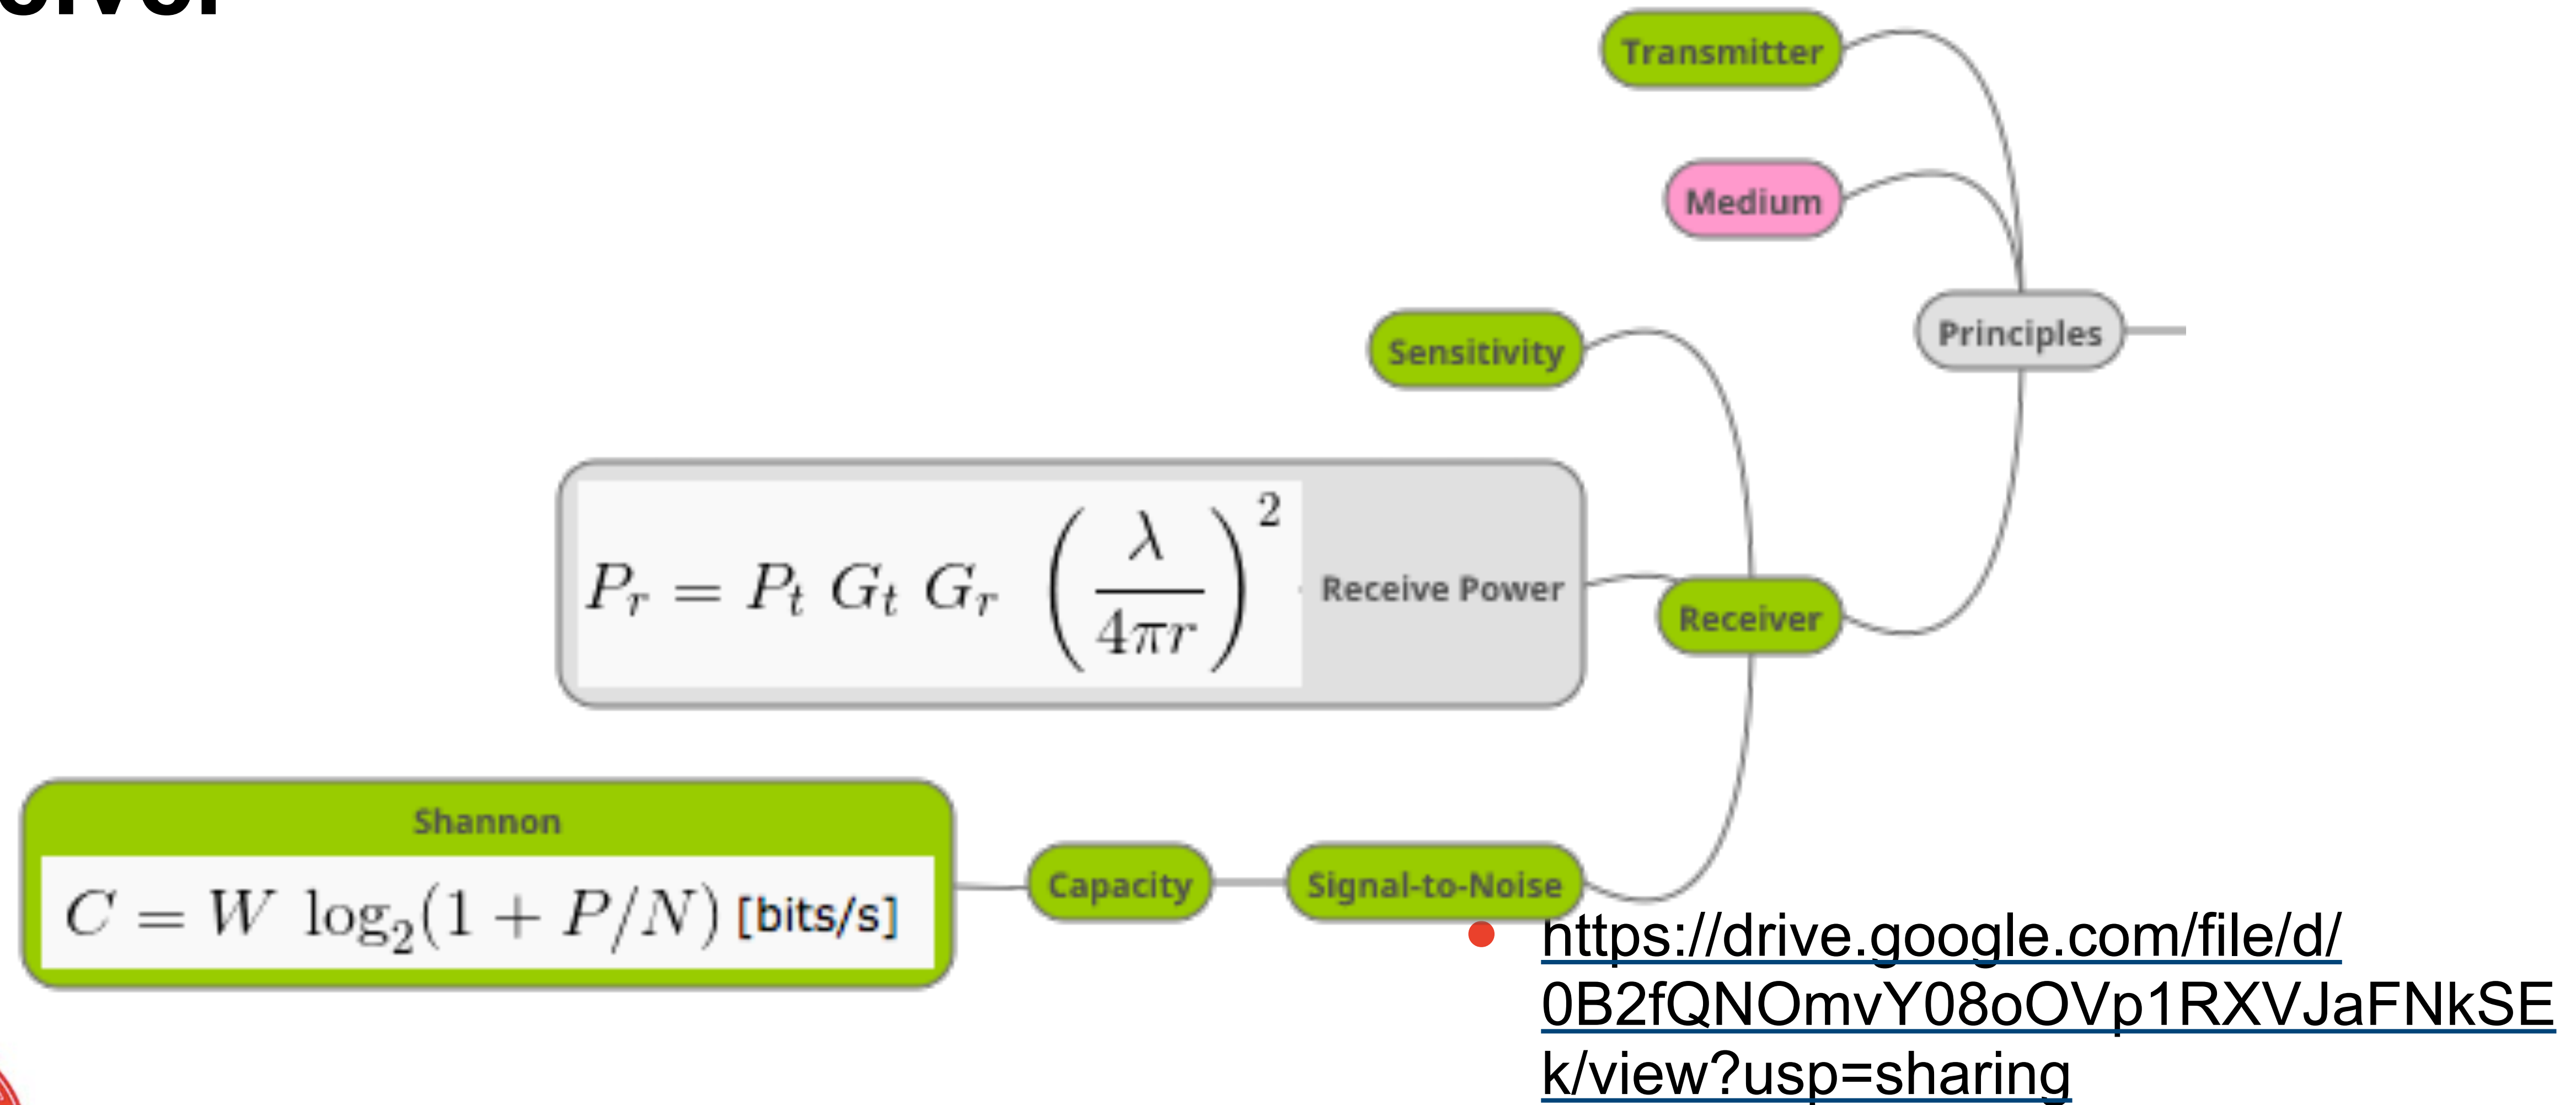 Transmitter
Medium
Principles
Sensitivity
P_r = P_t G_t G_r (λ / 4πr)^2
Receive Power
Receiver
Shannon
C = W log_2(1 + P/N) [bits/s]
Capacity
Signal-to-Noise
• https://drive.google.com/file/d/
0B2fQNOmvY08oOVp1RXVJaFNkSE
k/view?usp=sharing